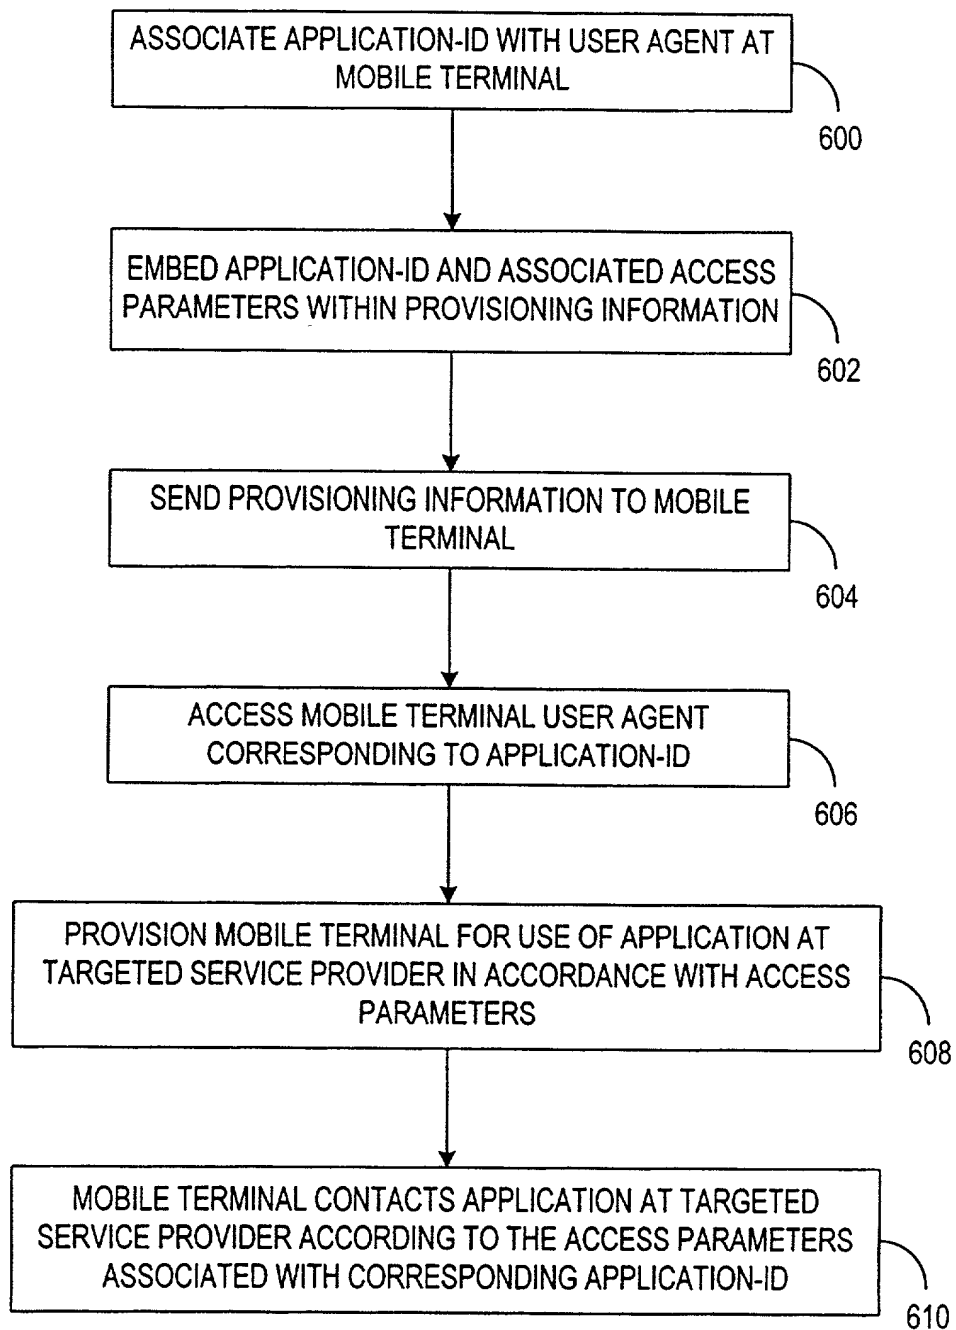 ASSOCIATE APPLICATION-ID WITH USER AGENT AT
MOBILE TERMINAL
600
EMBED APPLICATION-ID AND ASSOCIATED ACCESS
PARAMETERS WITHIN PROVISIONING INFORMATION
602
SEND PROVISIONING INFORMATION TO MOBILE
TERMINAL
604
ACCESS MOBILE TERMINAL USER AGENT
CORRESPONDING TO APPLICATION-ID
606
PROVISION MOBILE TERMINAL FOR USE OF APPLICATION AT
TARGETED SERVICE PROVIDER IN ACCORDANCE WITH ACCESS
PARAMETERS
608
MOBILE TERMINAL CONTACTS APPLICATION AT TARGETED
SERVICE PROVIDER ACCORDING TO THE ACCESS PARAMETERS
ASSOCIATED WITH CORRESPONDING APPLICATION-ID
610